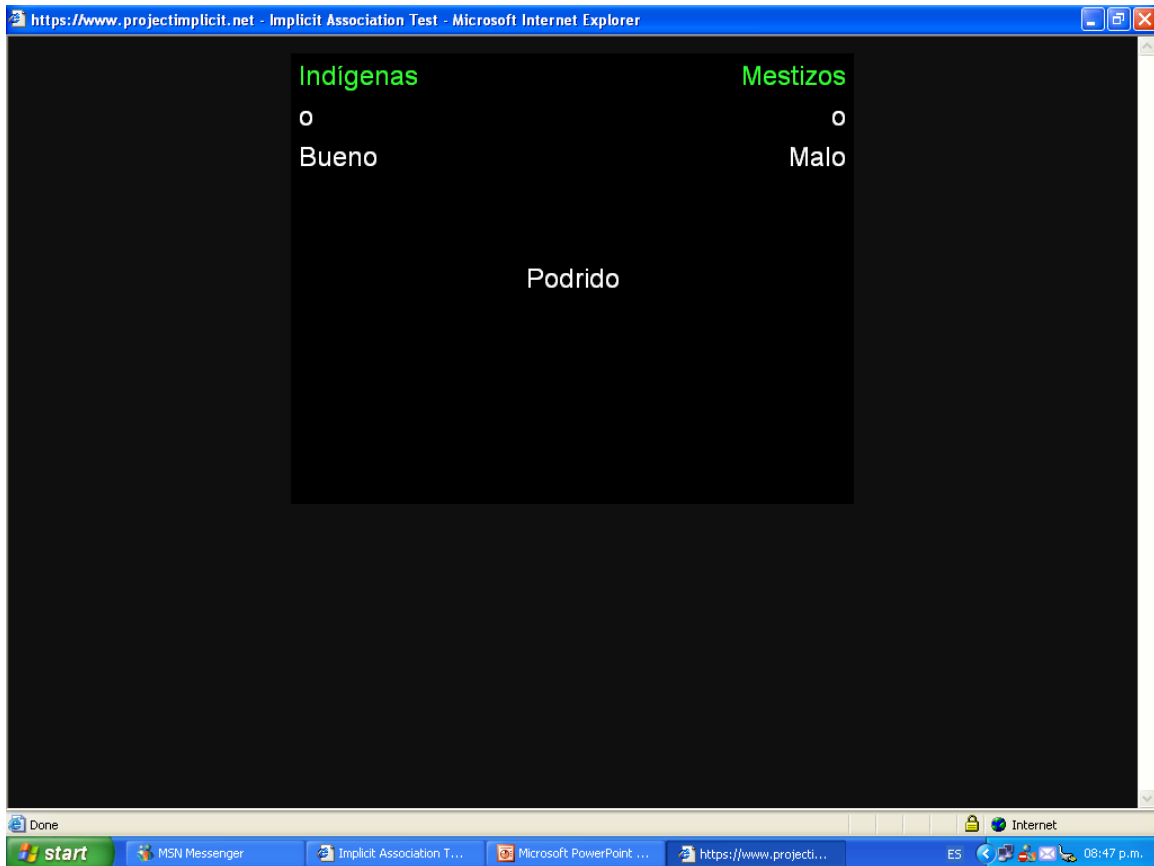 https://www.projectimplicit.net - Implicit Association Test - Microsoft Internet Explorer
Indígenas Mestizos
o o
Bueno Malo
Podrido
Done Internet
start MSN Messenger Implicit Association T... Microsoft PowerPoint ... https://www.projecti... ES 08:47 p.m.